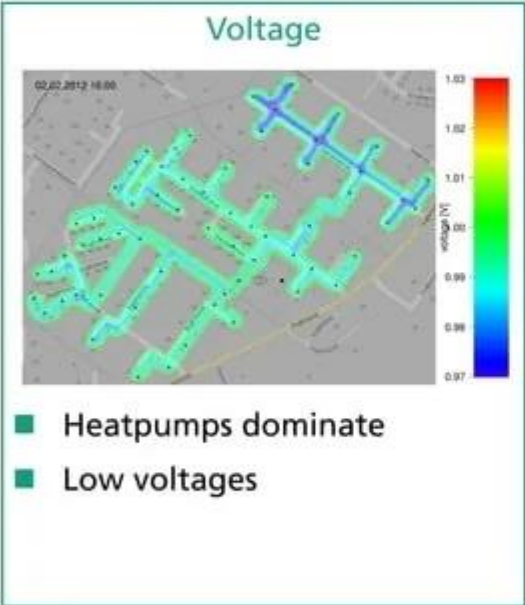 Voltage
02.02.2012 16:00
1.03
1.02
1.01
1.00
0.99
0.98
0.97
voltage [V]
Heatpumps dominate
Low voltages